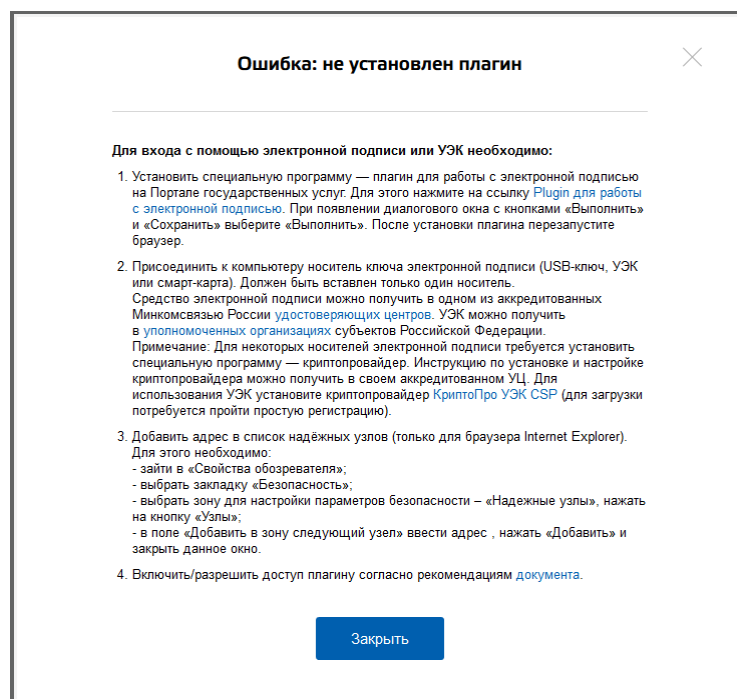 Ошибка: не установлен плагин
Для входа с помощью электронной подписи или УЭК необходимо:
1. Установить специальную программу — плагин для работы с электронной подписью
на Портале государственных услуг. Для этого нажмите на ссылку Plugin для работы
с электронной подписью. При появлении диалогового окна с кнопками «Выполнить»
и «Сохранить» выберите «Выполнить». После установки плагина перезапустите
браузер.
2. Присоединить к компьютеру носитель ключа электронной подписи (USB-ключ, УЭК
или смарт-карта). Должен быть вставлен только один носитель.
Средство электронной подписи можно получить в одном из аккредитованных
Минкомсвязью России удостоверяющих центров. УЭК можно получить
в уполномоченных организациях субъектов Российской Федерации.
Примечание: Для некоторых носителей электронной подписи требуется установить
специальную программу — криптопровайдер. Инструкцию по установке и настройке
криптопровайдера можно получить в своем аккредитованном УЦ. Для
использования УЭК установите криптопровайдер КриптоПро УЭК CSP (для загрузки
потребуется пройти простую регистрацию).
3. Добавить адрес в список надёжных узлов (только для браузера Internet Explorer).
Для этого необходимо:
- зайти в «Свойства обозревателя»;
- выбрать закладку «Безопасность»;
- выбрать зону для настройки параметров безопасности – «Надежные узлы», нажать
на кнопку «Узлы»;
- в поле «Добавить в зону следующий узел» ввести адрес , нажать «Добавить» и
закрыть данное окно.
4. Включить/разрешить доступ плагину согласно рекомендациям документа.
Закрыть